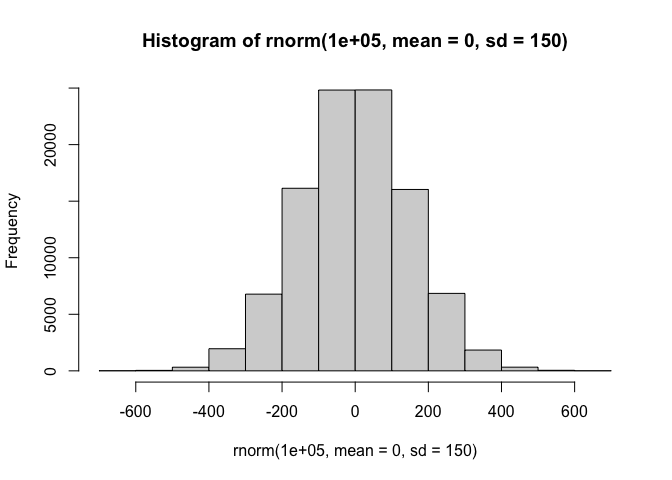 Histogram of rnorm(1e+05, mean = 0, sd = 150)
Frequency
20000
10000
5000
0
-600 -400 -200 0 200 400 600
rnorm(1e+05, mean = 0, sd = 150)